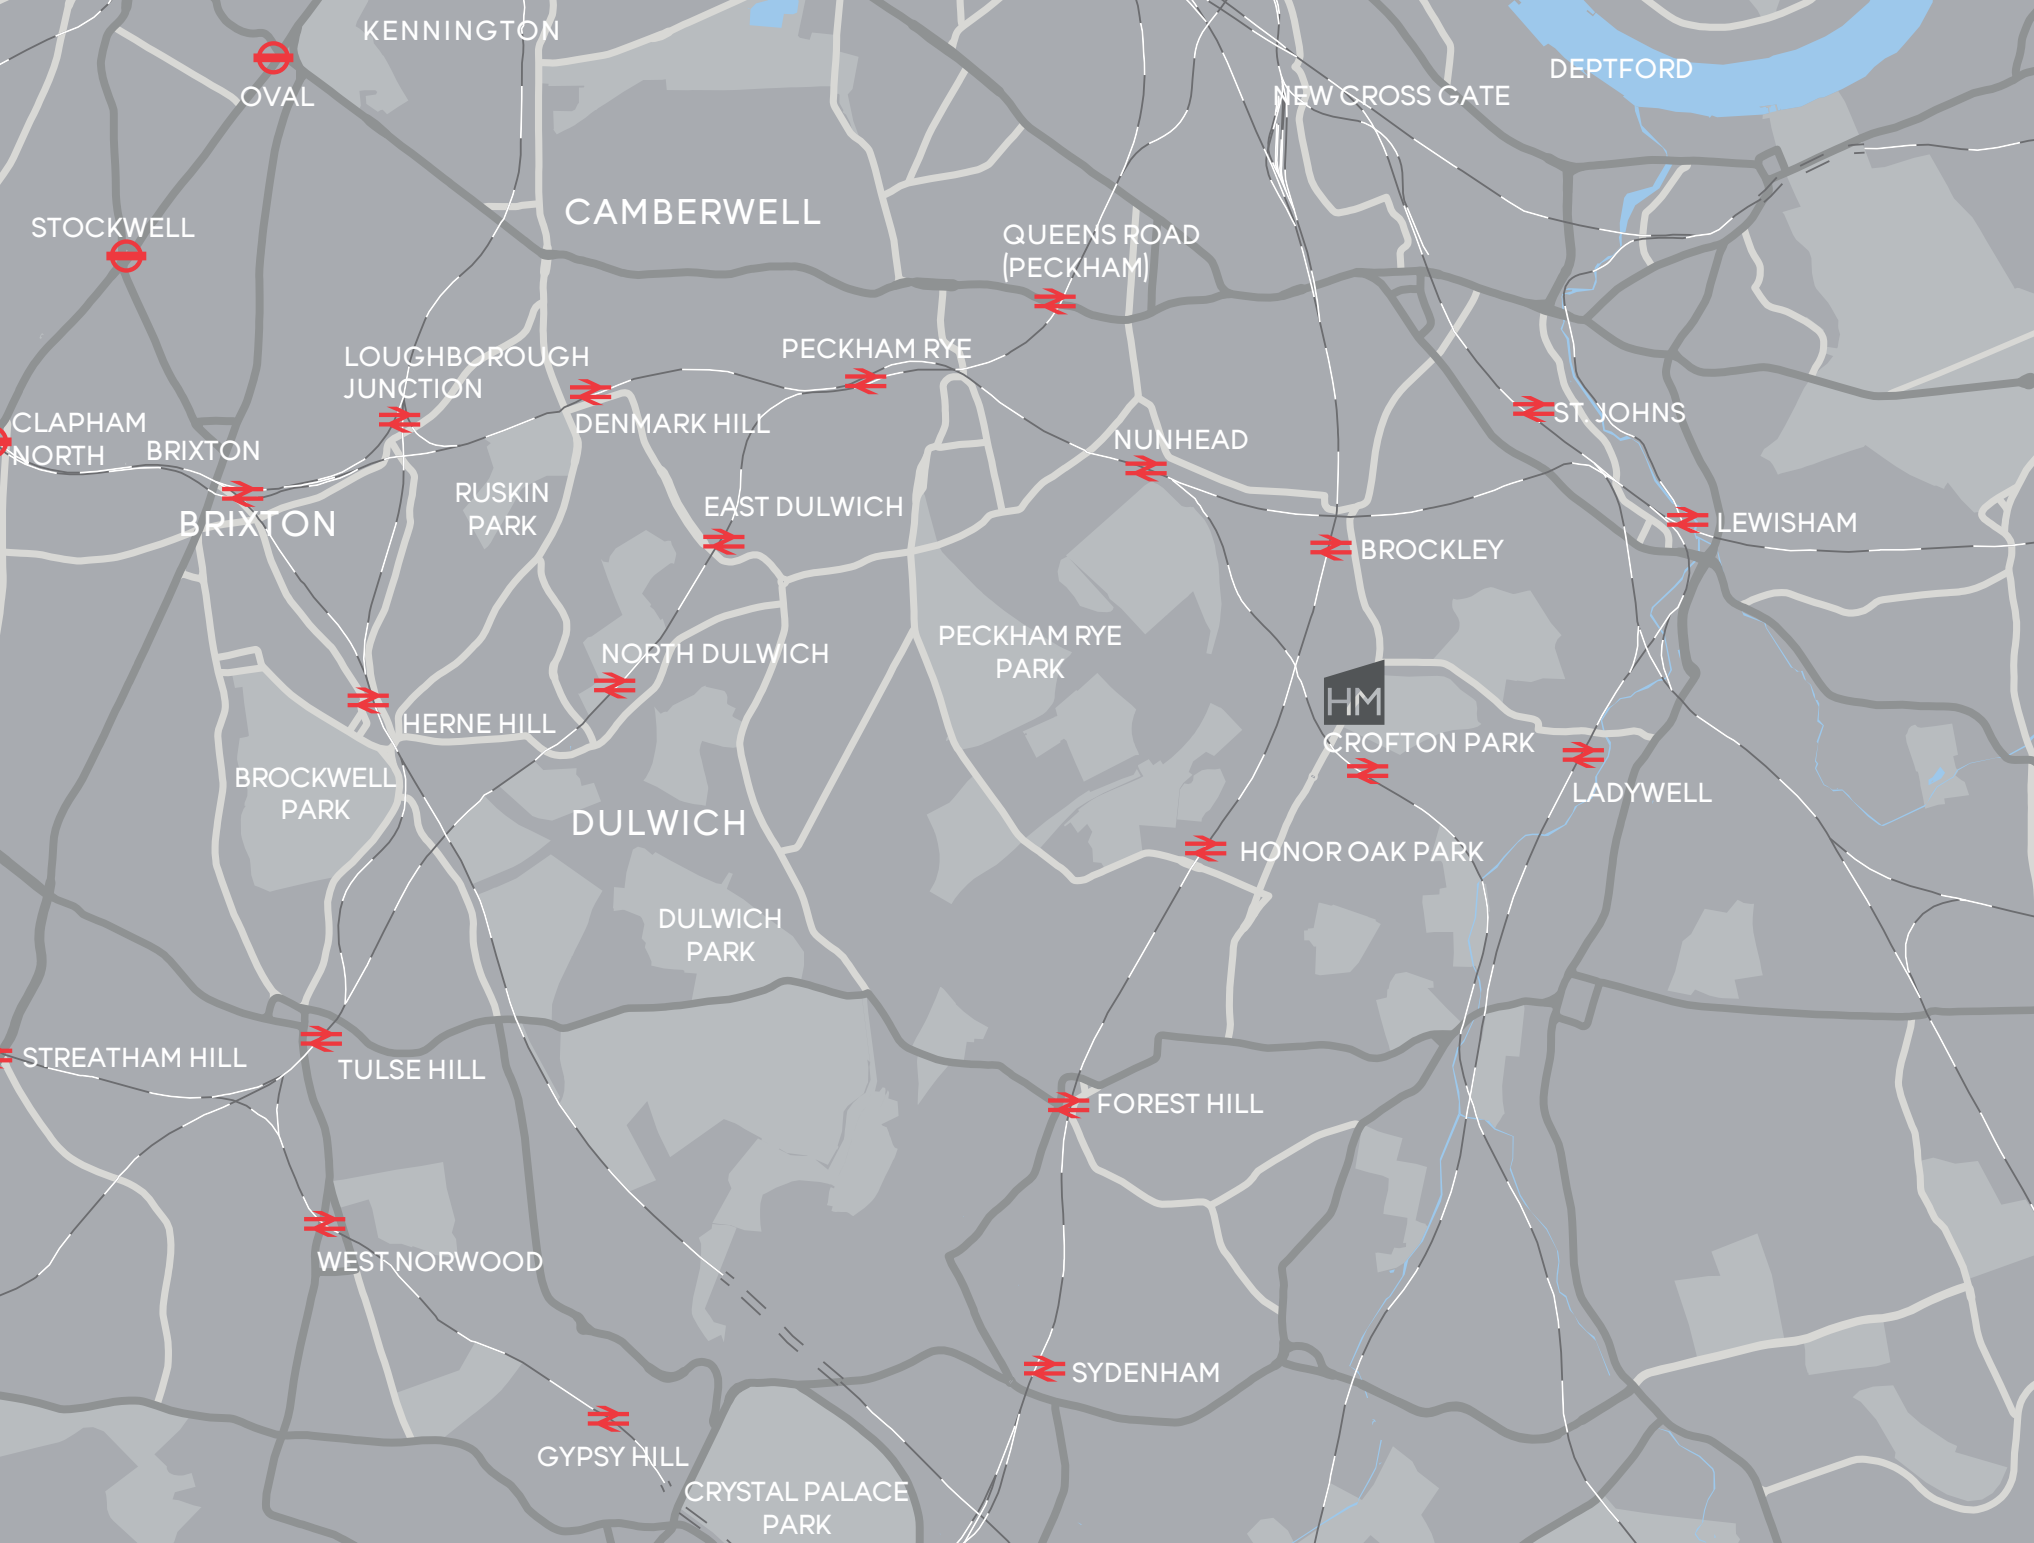 KENNINGTON
DEPTFORD
OVAL
NEW CROSS GATE
CAMBERWELL
STOCKWELL
QUEENS ROAD
(PECKHAM)
PECKHAM RYE
LOUGHBOROUGH
JUNCTION
DENMARK HILL
ST. JOHNS
CLAPHAM
NORTH
BRIXTON
NUNHEAD
RUSKIN
PARK
EAST DULWICH
BRIXTON
LEWISHAM
BROCKLEY
PECKHAM RYE
PARK
NORTH DULWICH
HM
HERNE HILL
CROFTON PARK
BROCKWELL
PARK
LADYWELL
DULWICH
HONOR OAK PARK
DULWICH
PARK
STREATHAM HILL
TULSE HILL
FOREST HILL
WEST NORWOOD
SYDENHAM
GYPSY HILL
CRYSTAL PALACE
PARK